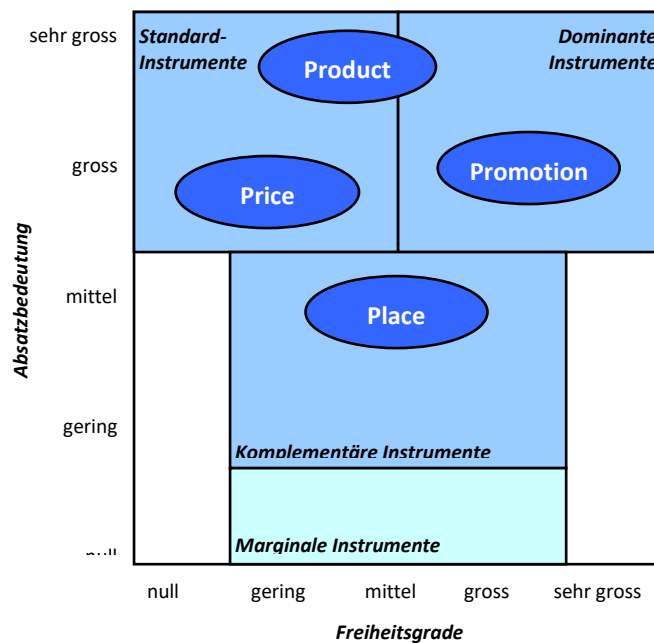 sehr gross
Standard-
Instrumente
Dominante
Instrumente
Product
gross
Promotion
Price
mittel
Place
Absatzbedeutung
gering
Komplementäre Instrumente
Marginale Instrumente
null
null
gering
mittel
gross
sehr gross
Freiheitsgrade